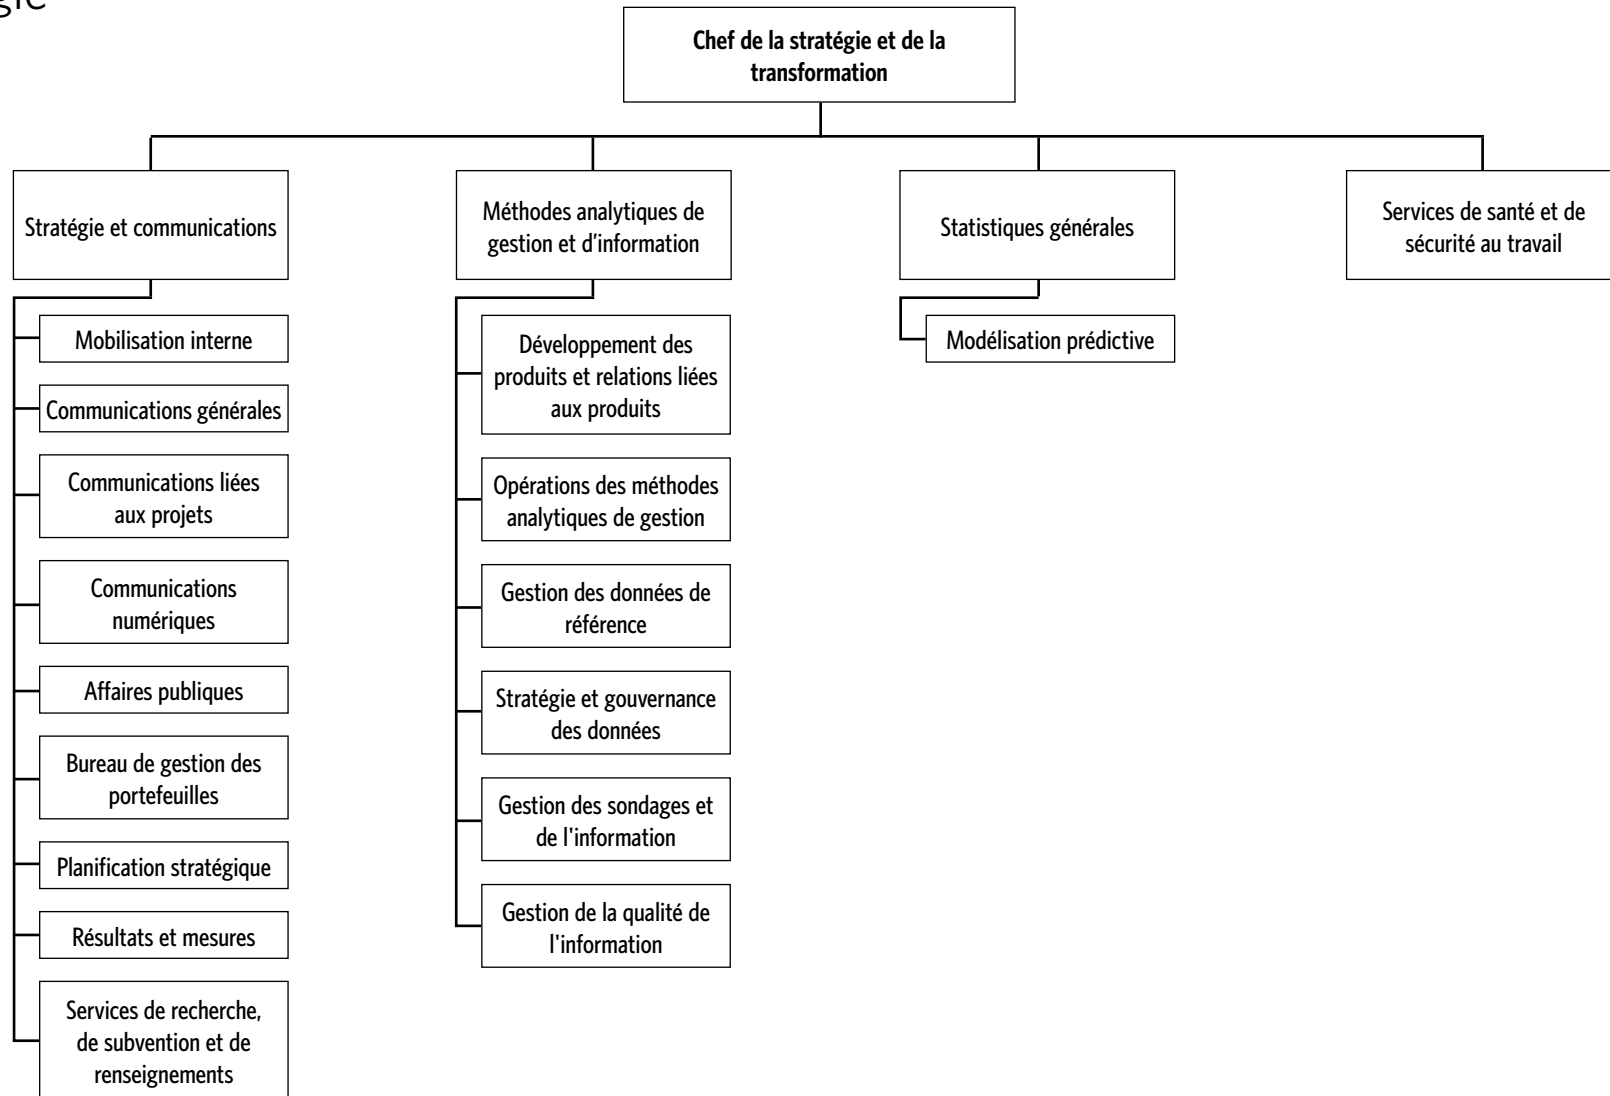 Chef de la stratégie et de la
transformation
Stratégie et communications
Mobilisation interne
Communications générales
Communications liées
aux projets
Communications
numériques
Affaires publiques
Bureau de gestion des
portefeuilles
Planification stratégique
Résultats et mesures
Services de recherche,
de subvention et de
renseignements
Méthodes analytiques de
gestion et d'information
Développement des
produits et relations liées
aux produits
Opérations des méthodes
analytiques de gestion
Gestion des données de
référence
Stratégie et gouvernance
des données
Gestion des sondages et
de l'information
Gestion de la qualité de
l'information
Statistiques générales
Modélisation prédictive
Services de santé et de
sécurité au travail